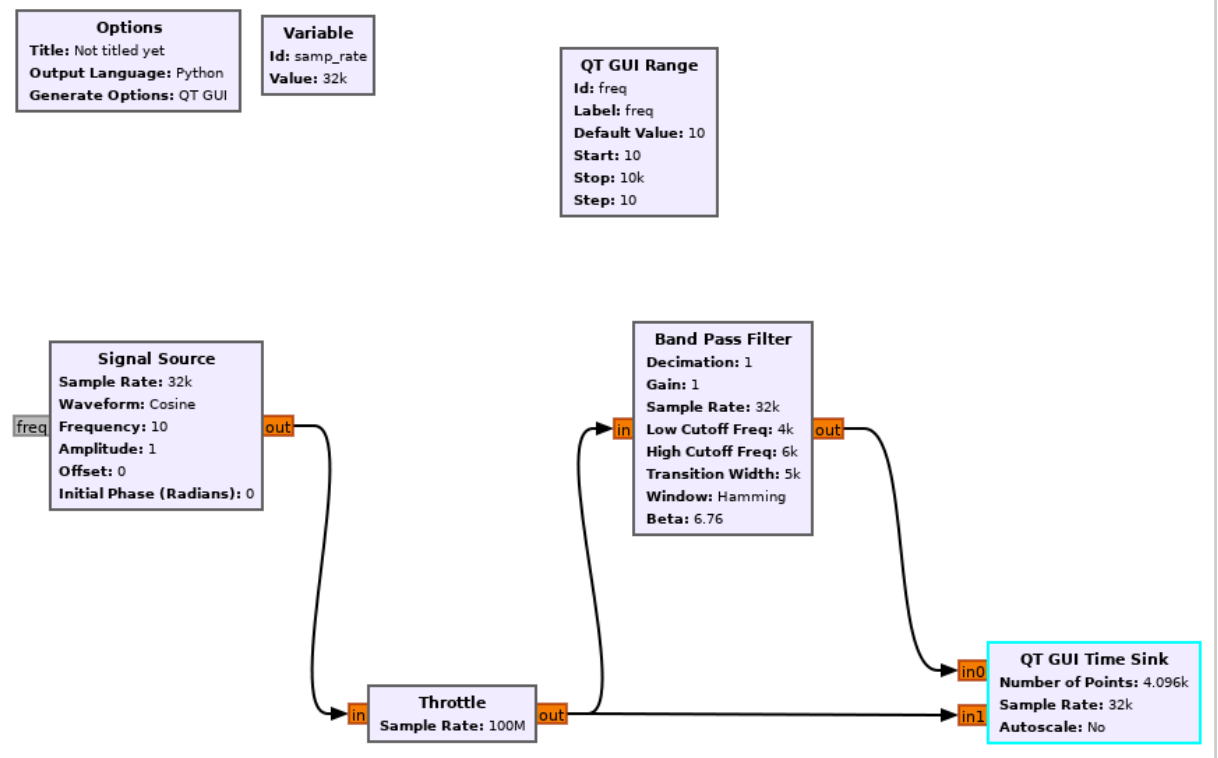 Options
Title: Not titled yet
Output Language: Python
Generate Options: QT GUI
Variable
Id: samp_rate
Value: 32k
QT GUI Range
Id: freq
Label: freq
Default Value: 10
Start: 10
Stop: 10k
Step: 10
Signal Source
Sample Rate: 32k
Waveform: Cosine
Frequency: 10
Amplitude: 1
Offset: 0
Initial Phase (Radians): 0
freq
out
Band Pass Filter
Decimation: 1
Gain: 1
Sample Rate: 32k
Low Cutoff Freq: 4k
High Cutoff Freq: 6k
Transition Width: 5k
Window: Hamming
Beta: 6.76
in
out
Throttle
Sample Rate: 100M
in
out
QT GUI Time Sink
Number of Points: 4.096k
Sample Rate: 32k
Autoscale: No
in0
in1